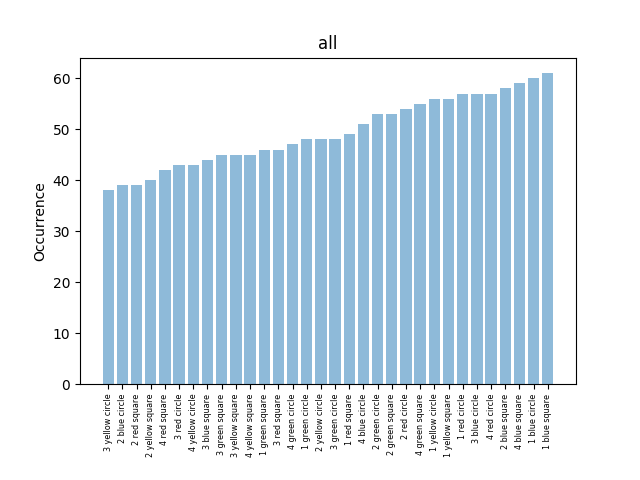 all
Occurrence
60
50
40
30
20
10
0
3 yellow circle
2 blue circle
2 red square
2 yellow square
4 red square
3 red circle
4 yellow circle
3 blue square
3 green square
3 yellow square
4 yellow square
1 green square
3 red square
4 green circle
1 green circle
2 yellow circle
3 green circle
1 red square
4 blue circle
2 green circle
2 green square
2 red circle
4 green square
1 yellow circle
1 yellow square
1 red circle
3 blue circle
4 red circle
2 blue square
4 blue square
1 blue circle
1 blue square